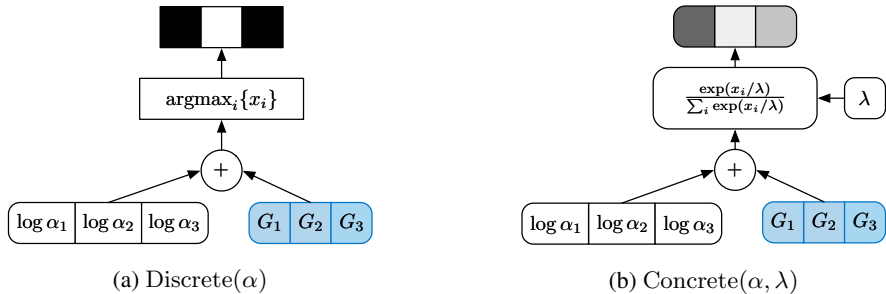 argmax_i{x_i}
+
log α_1 log α_2 log α_3 G_1 G_2 G_3
(a) Discrete(α)
exp(x_i/λ) / ∑_i exp(x_i/λ) λ
+
log α_1 log α_2 log α_3 G_1 G_2 G_3
(b) Concrete(α, λ)